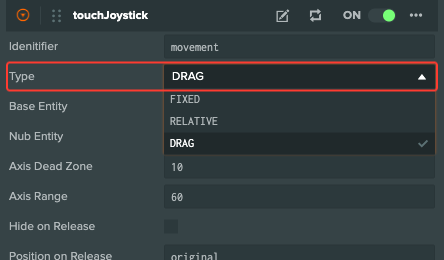 touchJoystick ON
Identifier movement
Type DRAG
FIXED
Base Entity
RELATIVE
Nub Entity DRAG
Axis Dead Zone 10
Axis Range 60
Hide on Release
Position on Release original